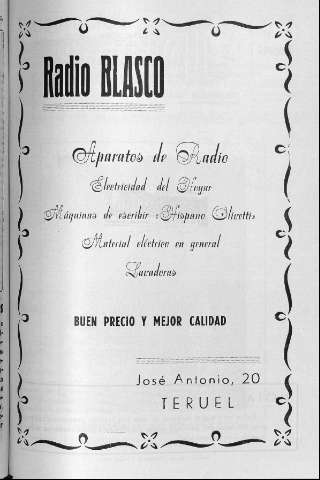 Radio BLASCO
Aparatos de Radio
Electricidad del Hogar
Máquinas de escribir «Hispano Olivetti»
Material eléctrico en general
Lavadoras
BUEN PRECIO Y MEJOR CALIDAD
José Antonio, 20
TERUEL